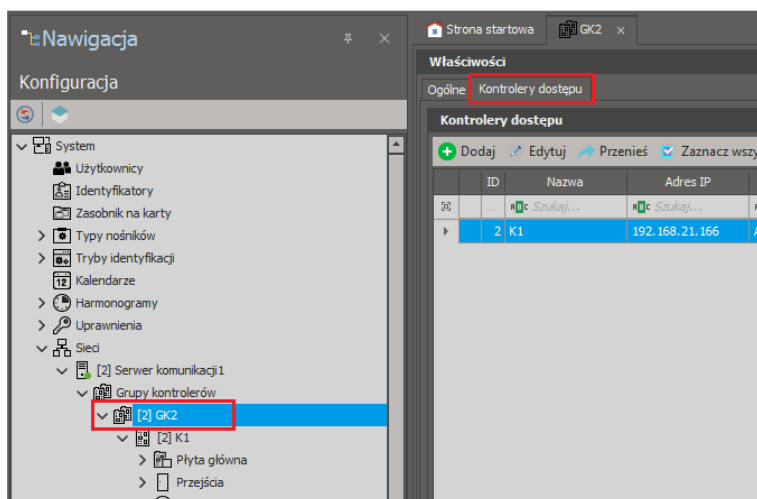 Nawigacja
Konfiguracja
System
Użytkownicy
Identyfikatory
Zasobnik na karty
Typy nośników
Tryby identyfikacji
12 Kalendarze
Harmonogramy
Uprawnienia
Sieci
[2] Serwer komunikacji1
Grupy kontrolerów
[2] GK2
[2] K1
Płyta główna
Przejścia
Strona startowa GK2
Właściwości
Ogólne Kontrolery dostępu
Kontrolery dostępu
Dodaj Edytuj Przenieś Zaznacz wszy
ID Nazwa Adres IP
... Szukaj... Szukaj...
2 K1 192.168.21.166